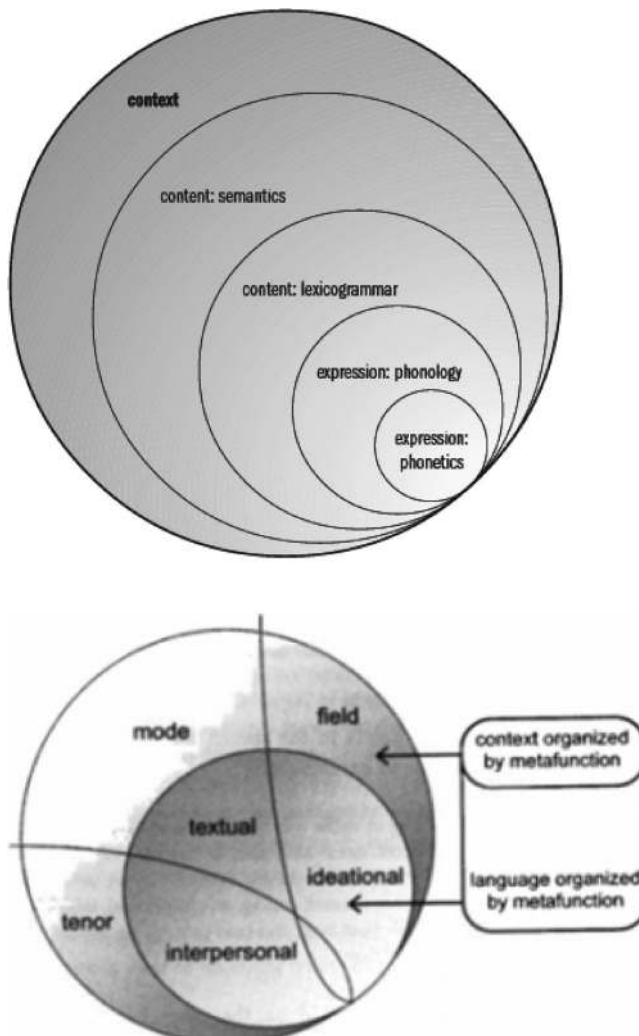 context
content: semantics
content: lexicogrammar
expression: phonology
expression:
phonetics
mode
field
context organized
by metafunction
textual
ideational
language organized
by metafunction
tenor
interpersonal